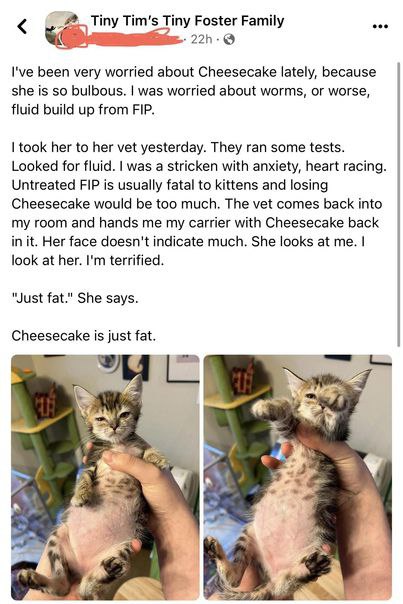 Tiny Tim's Tiny Foster Family
22h ·
I've been very worried about Cheesecake lately, because
she is so bulbous. I was worried about worms, or worse,
fluid build up from FIP.
I took her to her vet yesterday. They ran some tests.
Looked for fluid. I was a stricken with anxiety, heart racing.
Untreated FIP is usually fatal to kittens and losing
Cheesecake would be too much. The vet comes back into
my room and hands me my carrier with Cheesecake back
in it. Her face doesn't indicate much. She looks at me. I
look at her. I'm terrified.
"Just fat." She says.
Cheesecake is just fat.